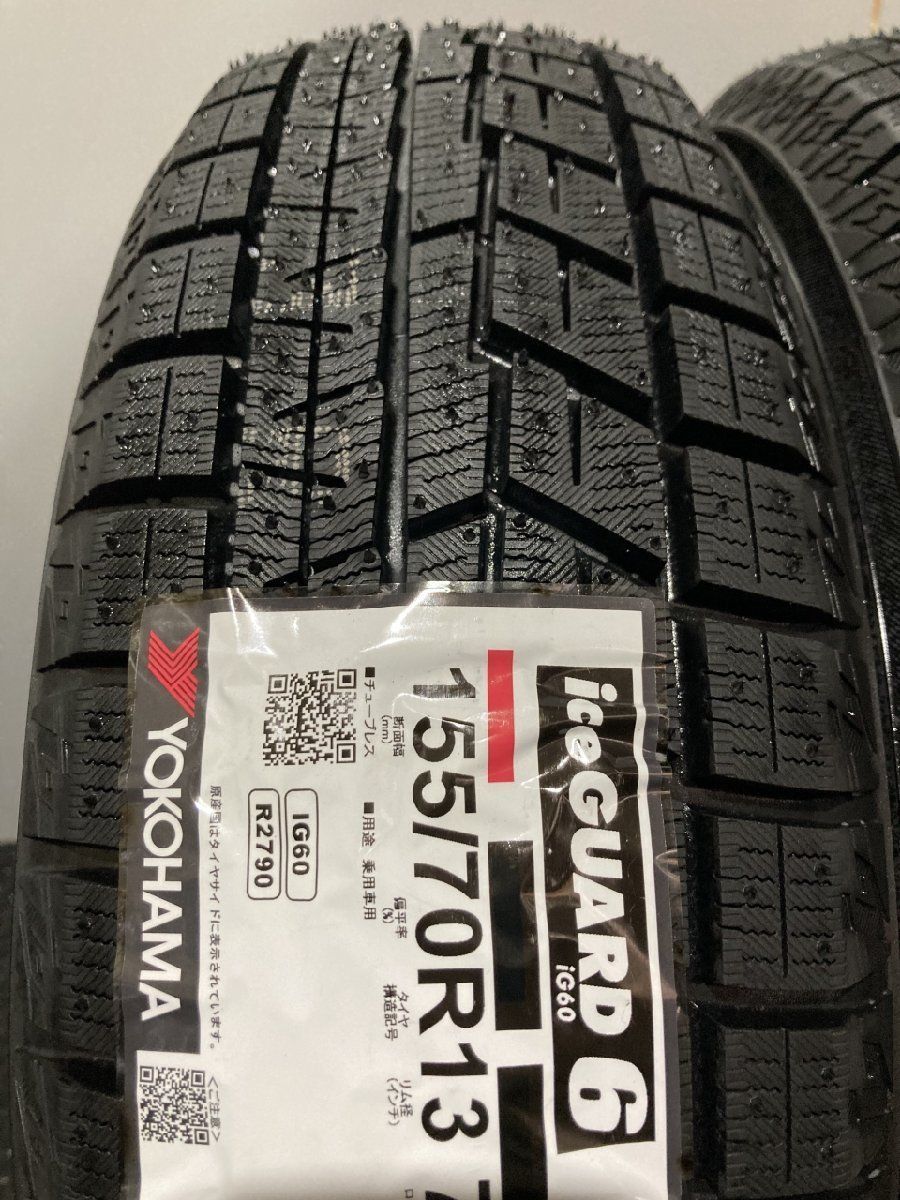 iceGUARD 6
iG60
155/70R13 7
断面幅
(mm)
偏平率
(%)
タイヤ
構造記号
リム径
(インチ)
■チューブレス
■用途 乗用車用
IG60
R2790
原産国はタイヤサイドに表示されています。
<ご注意>
YOKOHAMA